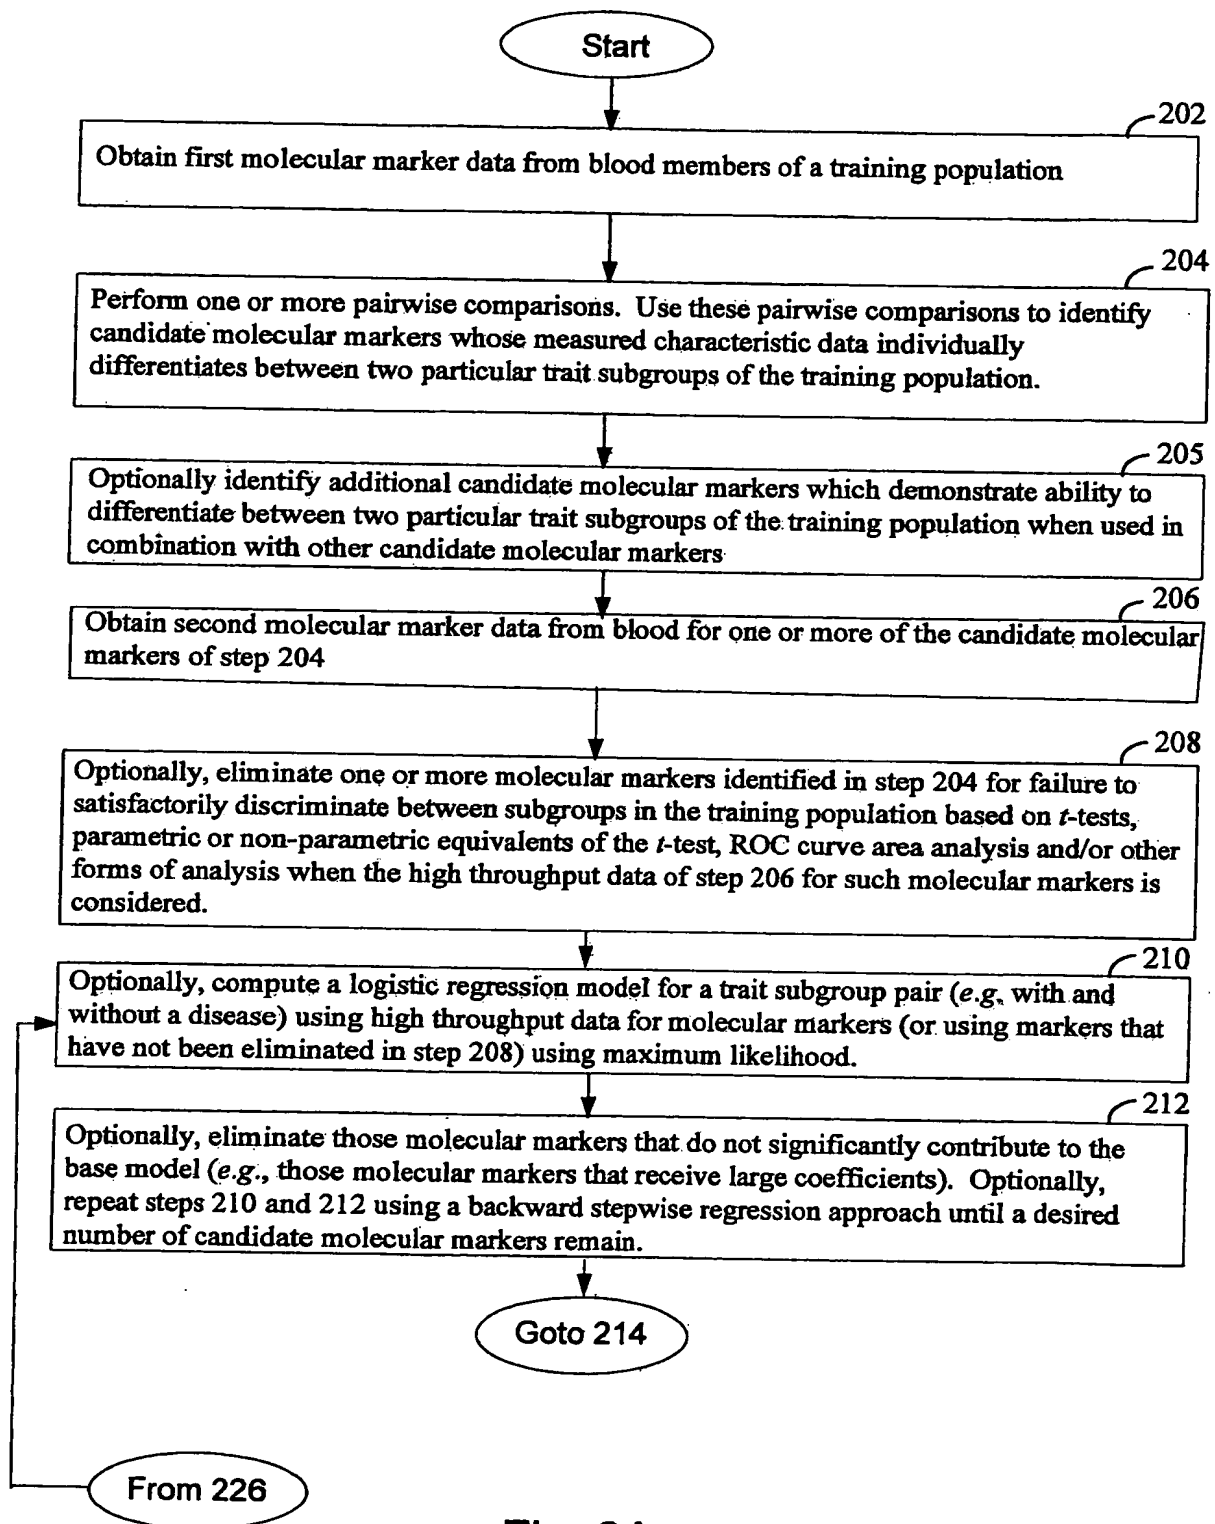 Start
202
Obtain first molecular marker data from blood members of a training population
204
Perform one or more pairwise comparisons. Use these pairwise comparisons to identify
candidate molecular markers whose measured characteristic data individually
differentiates between two particular trait subgroups of the training population.
205
Optionally identify additional candidate molecular markers which demonstrate ability to
differentiate between two particular trait subgroups of the training population when used in
combination with other candidate molecular markers
206
Obtain second molecular marker data from blood for one or more of the candidate molecular
markers of step 204
208
Optionally, eliminate one or more molecular markers identified in step 204 for failure to
satisfactorily discriminate between subgroups in the training population based on t-tests,
parametric or non-parametric equivalents of the t-test, ROC curve area analysis and/or other
forms of analysis when the high throughput data of step 206 for such molecular markers is
considered.
210
Optionally, compute a logistic regression model for a trait subgroup pair (e.g. with and
without a disease) using high throughput data for molecular markers (or using markers that
have not been eliminated in step 208) using maximum likelihood.
212
Optionally, eliminate those molecular markers that do not significantly contribute to the
base model (e.g., those molecular markers that receive large coefficients). Optionally,
repeat steps 210 and 212 using a backward stepwise regression approach until a desired
number of candidate molecular markers remain.
Goto 214
From 226